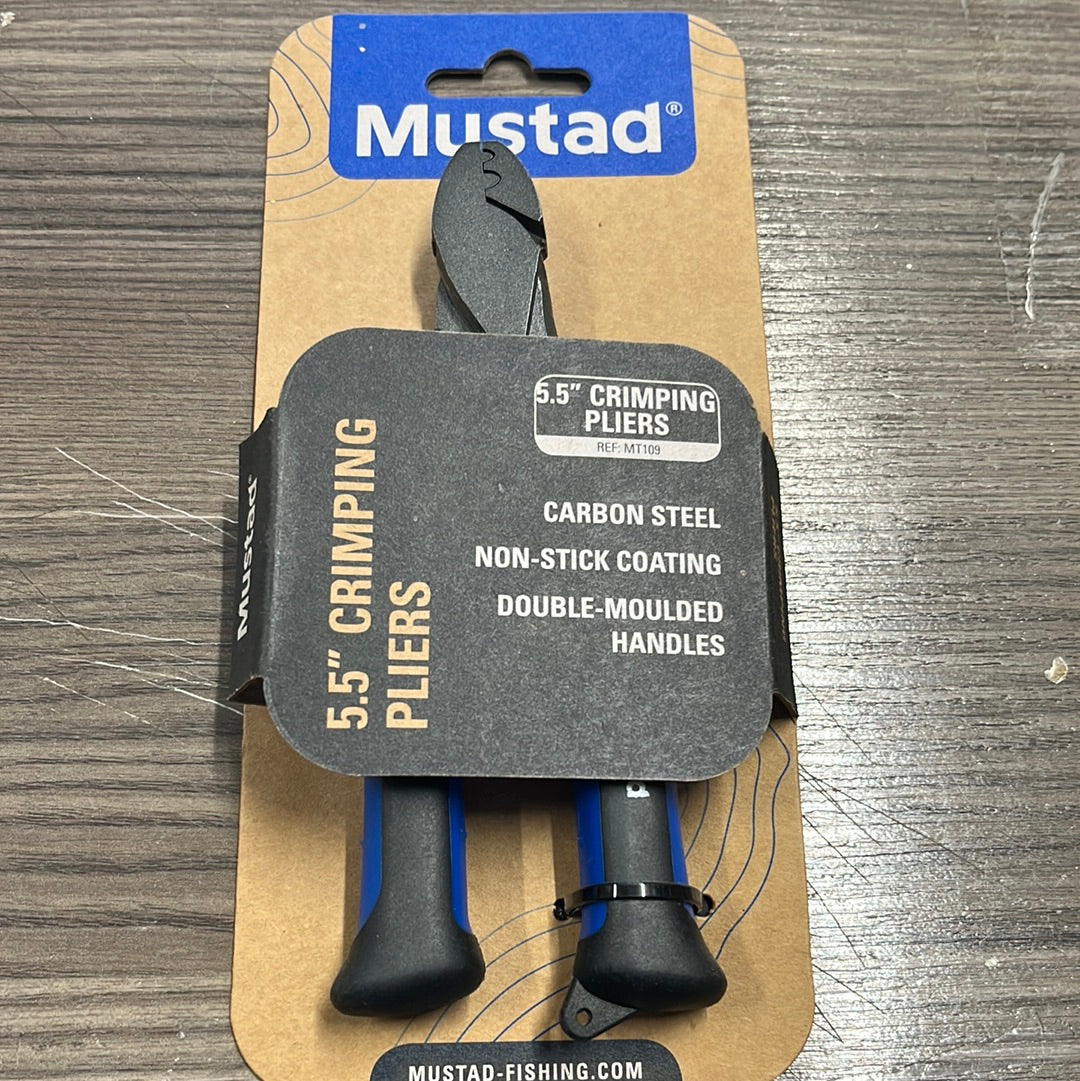 Mustad®
5.5" CRIMPING
PLIERS
REF: MT109
CARBON STEEL
NON-STICK COATING
DOUBLE-MOULDED
HANDLES
5.5" CRIMPING
PLIERS
Mustad®
MUSTAD-FISHING.COM